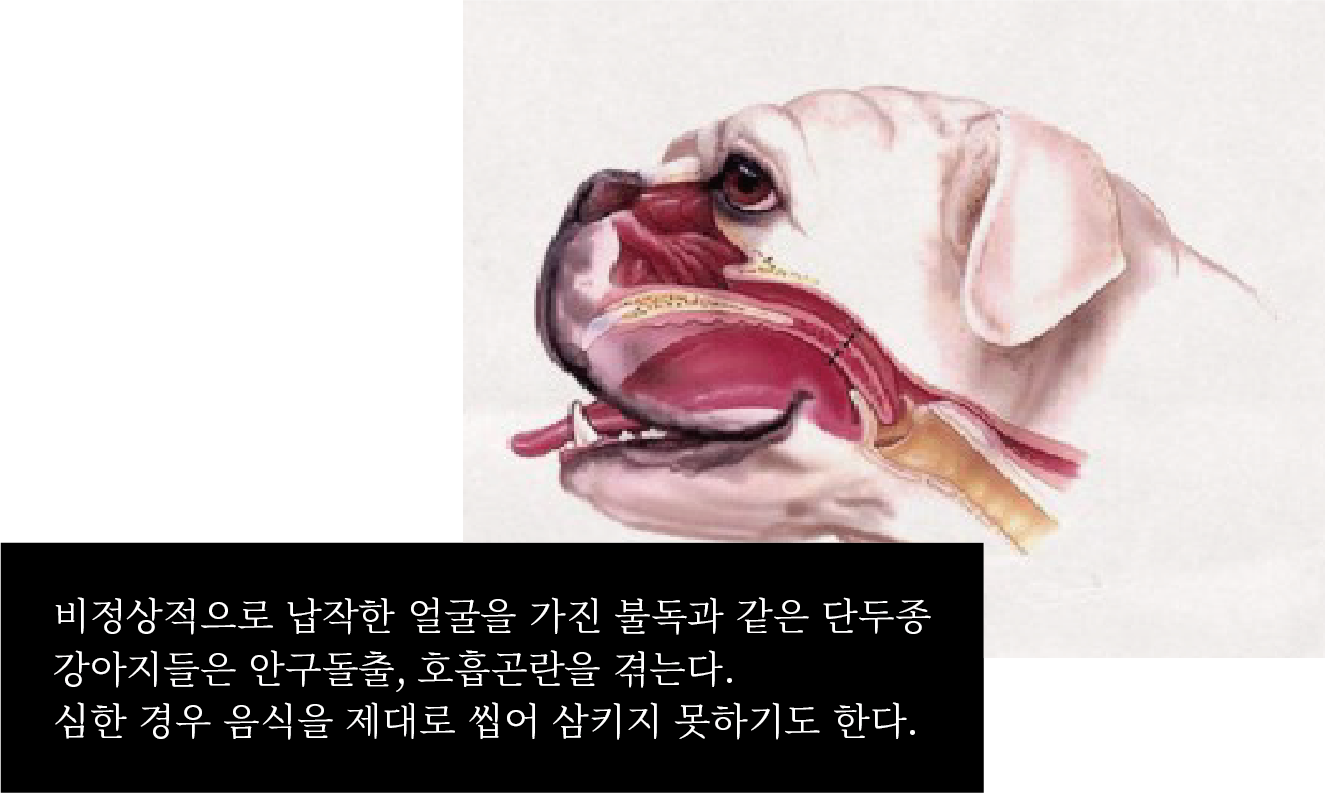 비정상적으로 납작한 얼굴을 가진 불독과 같은 단두종
강아지들은 안구돌출, 호흡곤란을 겪는다.
심한 경우 음식을 제대로 씹어 삼키지 못하기도 한다.